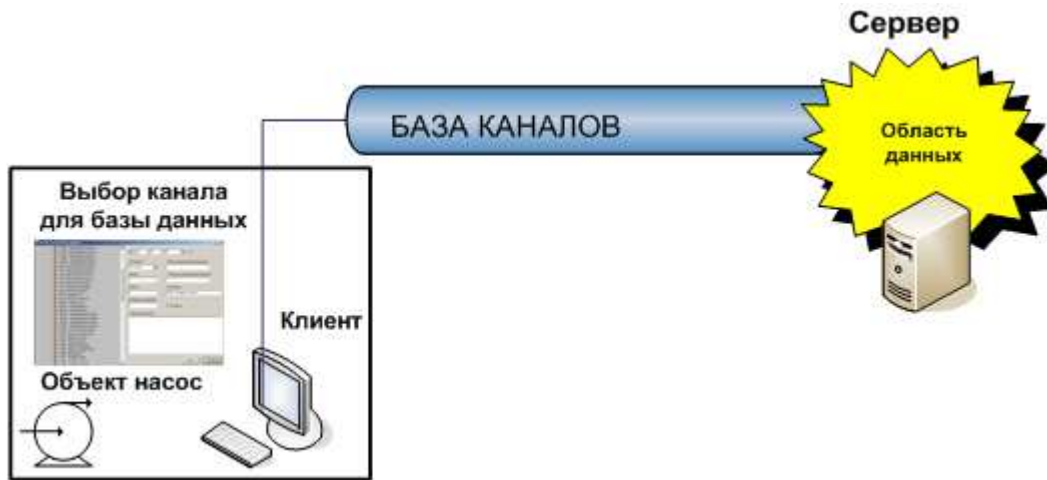 Сервер
БАЗА КАНАЛОВ
Область
данных
Выбор канала
для базы данных
Клиент
Объект насос